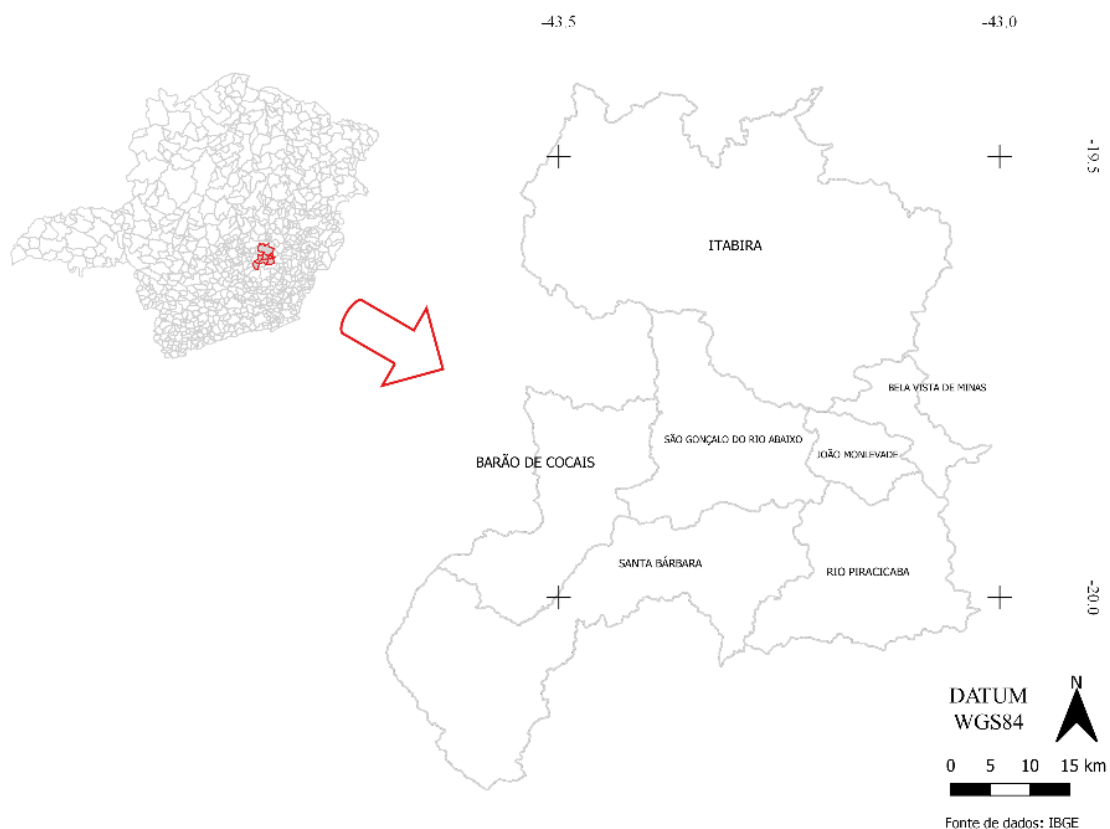 -43.5
-43.0
-19.5
ITABIRA
BELA VISTA DE MINAS
SÃO GONÇALO DO RIO ABAIXO
JOÃO MONLEVADE
BARÃO DE COCAIS
SANTA BÁRBARA
RIO PIRACICABA
-20.0
DATUM
WGS84
N
0 5 10 15 km
Fonte de dados: IBGE